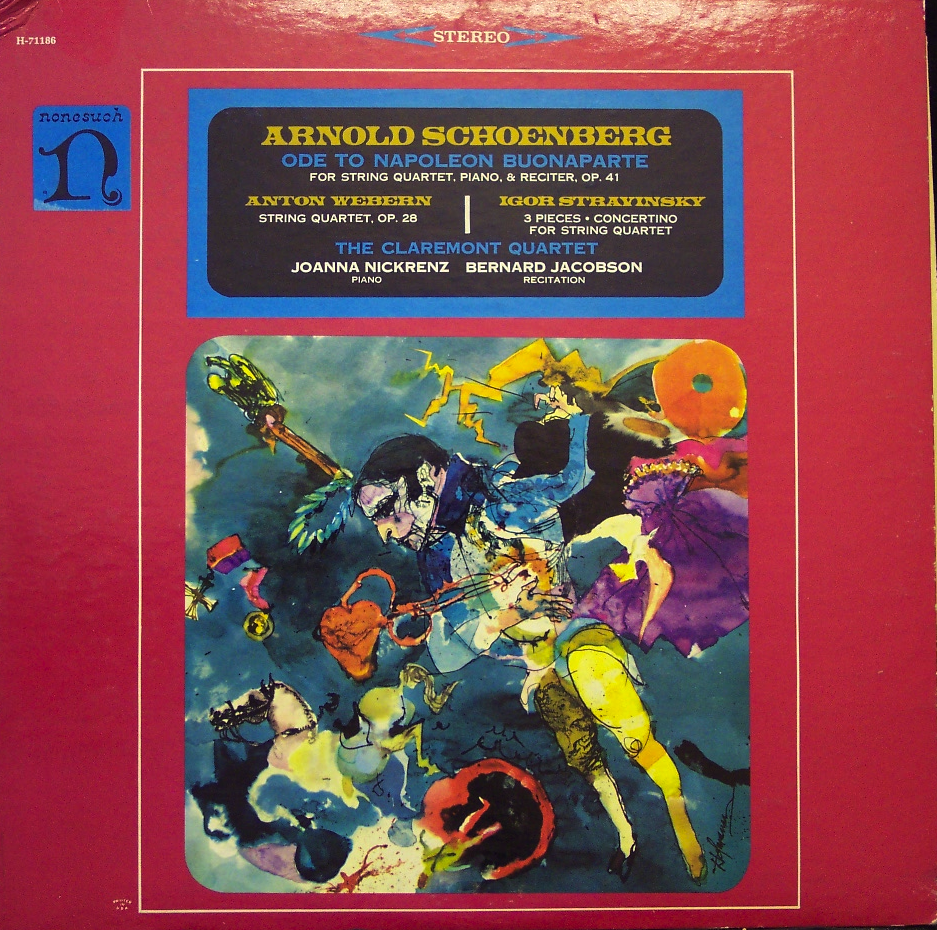 H-71186
STEREO
nonesuch
n
ARNOLD SCHOENBERG
ODE TO NAPOLEON BUONAPARTE
FOR STRING QUARTET, PIANO, & RECITER, OP. 41
ANTON WEBERN
STRING QUARTET, OP. 28
IGOR STRAVINSKY
3 PIECES • CONCERTINO
FOR STRING QUARTET
THE CLAREMONT QUARTET
JOANNA NICKRENZ
PIANO
BERNARD JACOBSON
RECITATION
PRINTED
IN